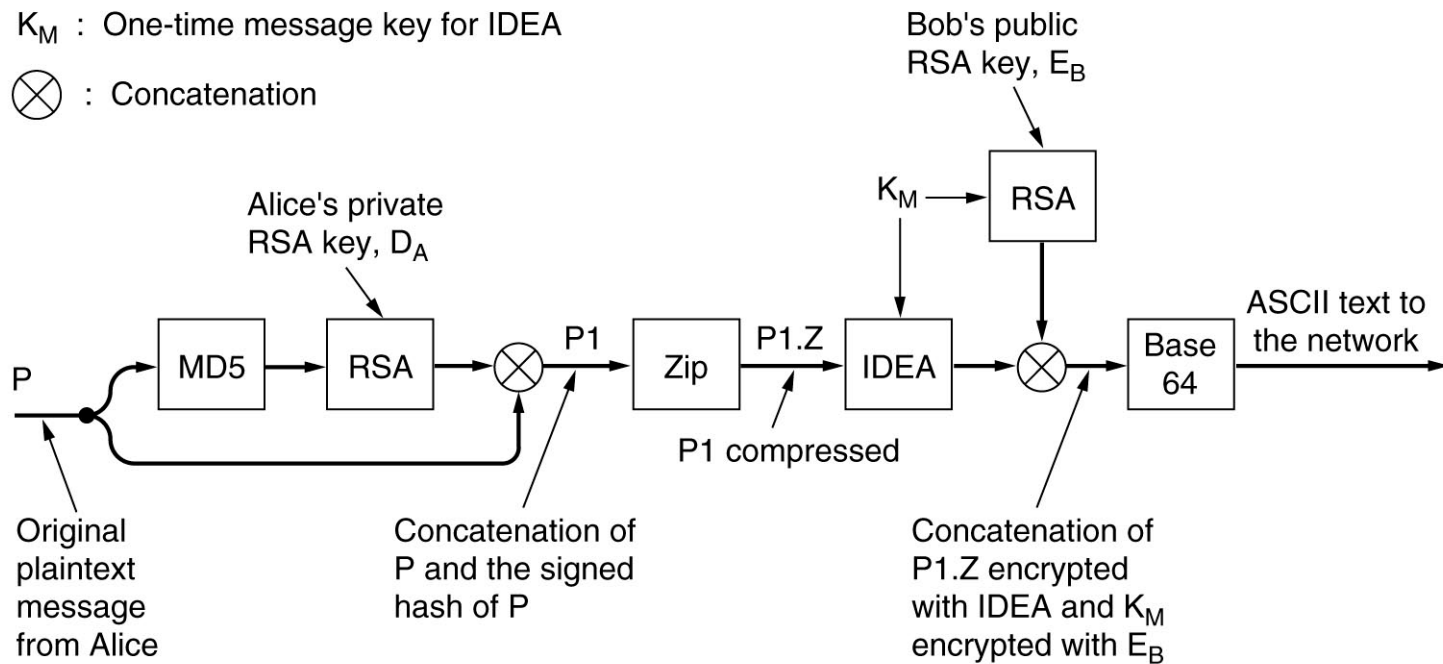 K_M : One-time message key for IDEA
⊗ : Concatenation
Bob's public
RSA key, E_B
K_M
RSA
Alice's private
RSA key, D_A
P
MD5
RSA
P1
Zip
P1.Z
IDEA
Base
64
ASCII text to
the network
P1 compressed
Original
plaintext
message
from Alice
Concatenation of
P and the signed
hash of P
Concatenation of
P1.Z encrypted
with IDEA and K_M
encrypted with E_B